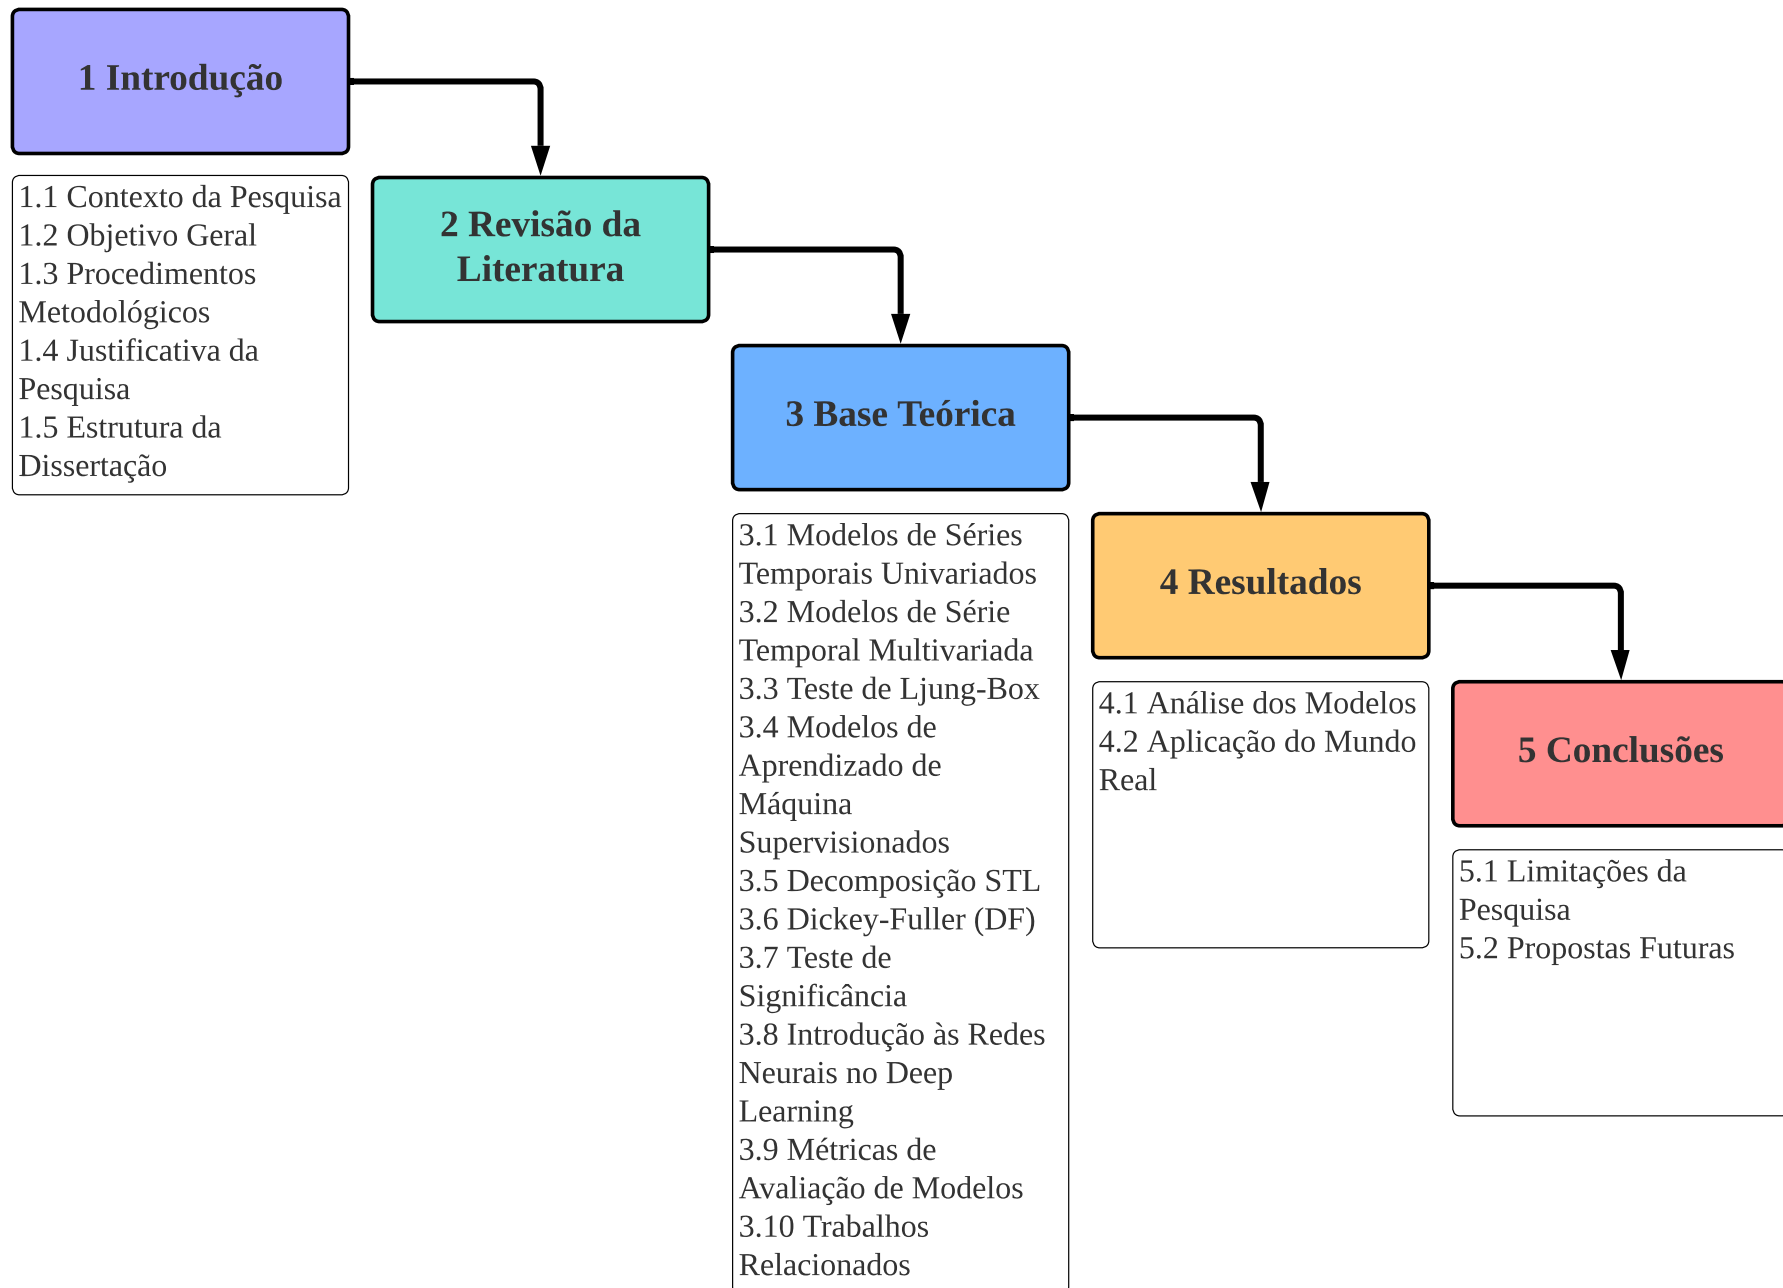 1 Introdução
1.1 Contexto da Pesquisa
1.2 Objetivo Geral
1.3 Procedimentos
Metodológicos
1.4 Justificativa da
Pesquisa
1.5 Estrutura da
Dissertação
2 Revisão da
Literatura
3 Base Teórica
3.1 Modelos de Séries
Temporais Univariados
3.2 Modelos de Série
Temporal Multivariada
3.3 Teste de Ljung-Box
3.4 Modelos de
Aprendizado de
Máquina
Supervisionados
3.5 Decomposição STL
3.6 Dickey-Fuller (DF)
3.7 Teste de
Significância
3.8 Introdução às Redes
Neurais no Deep
Learning
3.9 Métricas de
Avaliação de Modelos
3.10 Trabalhos
Relacionados
4 Resultados
4.1 Análise dos Modelos
4.2 Aplicação do Mundo
Real
5 Conclusões
5.1 Limitações da
Pesquisa
5.2 Propostas Futuras